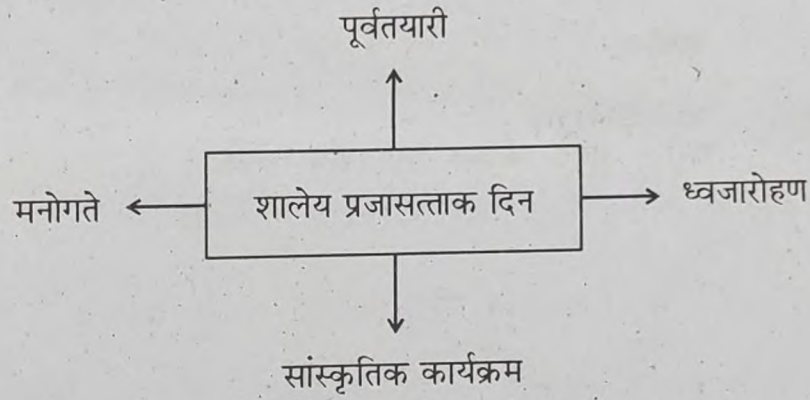 पूर्वतयारी
मनोगते
शालेय प्रजासत्ताक दिन
ध्वजारोहण
सांस्कृतिक कार्यक्रम